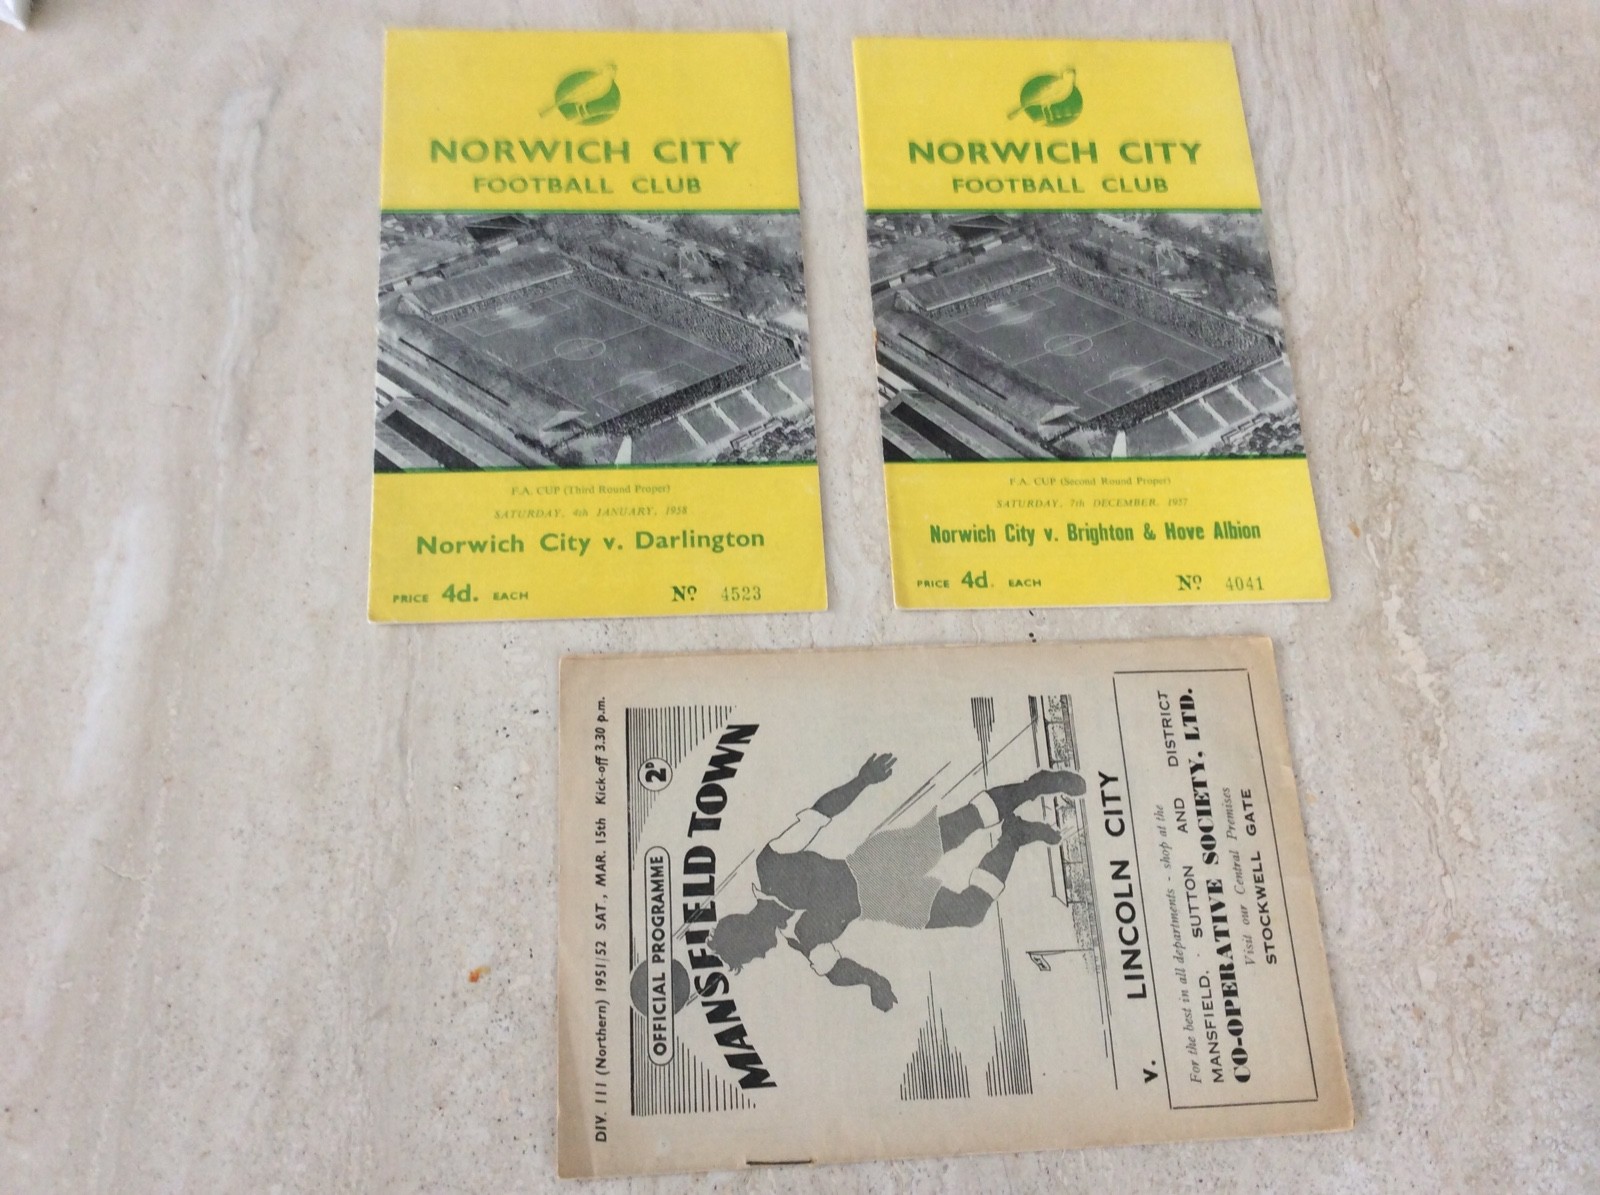 NORWICH CITY
FOOTBALL CLUB
F.A. CUP (Third Round Proper)
SATURDAY, 4th JANUARY, 1958
Norwich City v. Darlington
PRICE 4d. EACH Nº 4523
NORWICH CITY
FOOTBALL CLUB
F.A. CUP (Second Round Proper)
SATURDAY, 7th DECEMBER, 1957
Norwich City v. Brighton & Hove Albion
PRICE 4d. EACH Nº 4041
DIV. 111 (Northern) 1951/52 SAT., MAR. 15th Kick-off 3.30 p.m.
OFFICIAL PROGRAMME 2D
MANSFIELD TOWN
v. LINCOLN CITY
For the best in all departments - shop at the
MANSFIELD. SUTTON AND DISTRICT
CO-OPERATIVE SOCIETY, LTD.
Visit our Central Premises
STOCKWELL GATE